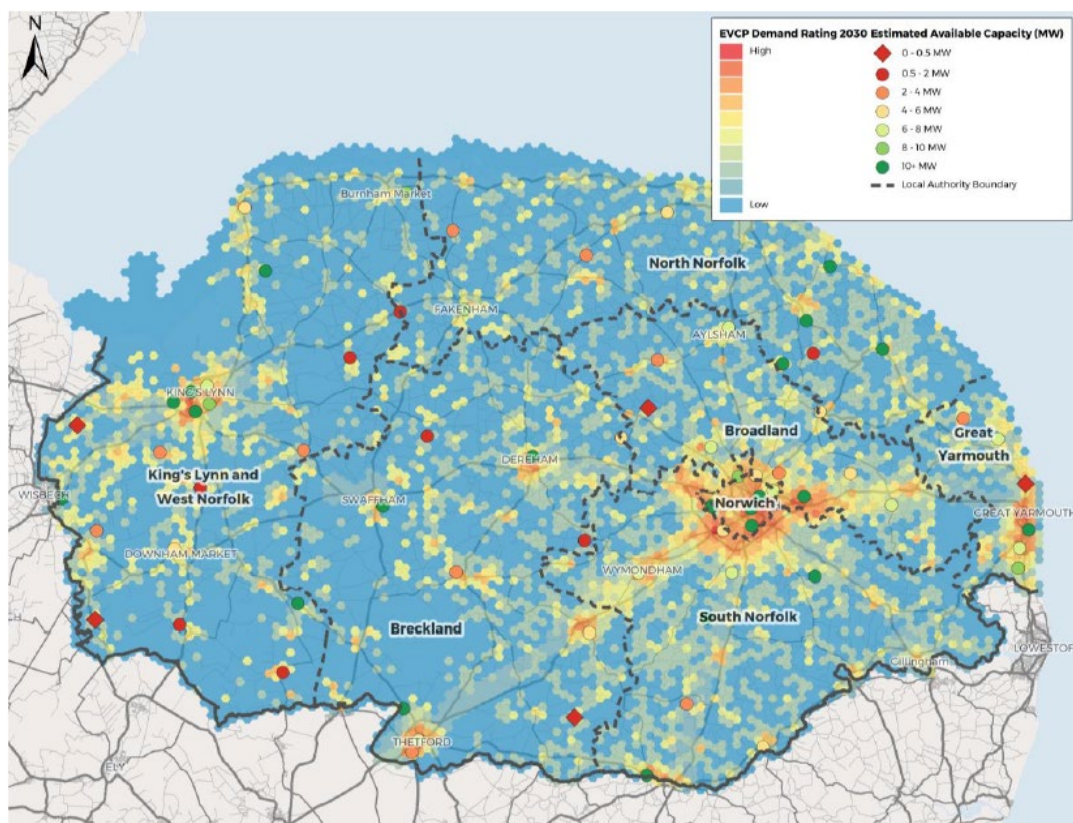 N
EVCP Demand Rating 2030 Estimated Available Capacity (MW)
High
0 - 0.5 MW
0.5 - 2 MW
2 - 4 MW
4 - 6 MW
6 - 8 MW
8 - 10 MW
10+ MW
Local Authority Boundary
Low
Burnham Market
North Norfolk
FAKENHAM
AYLSHAM
KING'S LYNN
Broadland
Great
Yarmouth
DEREHAM
King's Lynn and
West Norfolk
WISBECH
SWAFFHAM
Norwich
GREAT YARMOUTH
DOWNHAM MARKET
WYMONDHAM
Breckland
South Norfolk
LOWESTOF
Gillingham
THETFORD
ELY